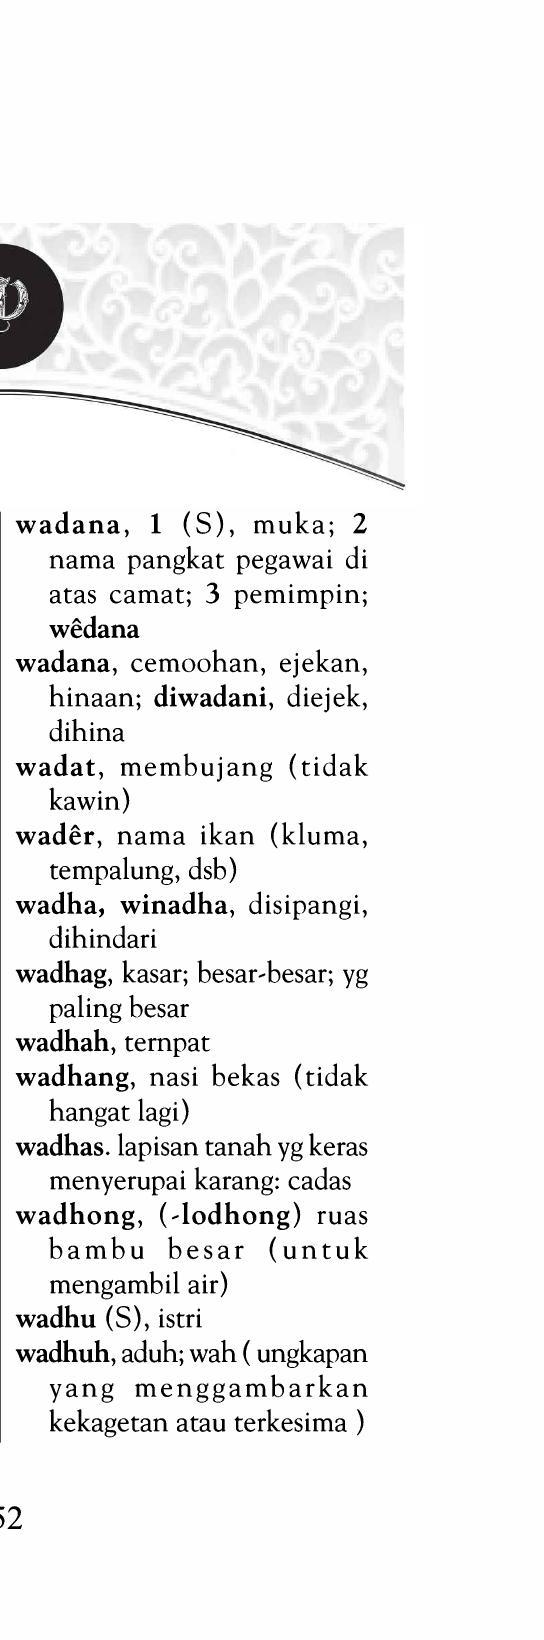 wadana, 1 (S), muka; 2
nama pangkat pegawai di
atas camat; 3 pemimpin;
wêdana
wadana, cemoohan, ejekan,
hinaan; diwadani, diejek,
dihina
wadat, membujang (tidak
kawin)
wadêr, nama ikan (kluma,
tempalung, dsb)
wadha, winadha, disipangi,
dihindari
wadhag, kasar; besar-besar; yg
paling besar
wadhah, ternpat
wadhang, nasi bekas (tidak
hangat lagi)
wadhas. lapisan tanah yg keras
menyerupai karang: cadas
wadhong, (-lodhong) ruas
bambu besar (untuk
mengambil air)
wadhu (S), istri
wadhuh, aduh; wah ( ungkapan
yang menggambarkan
kekagetan atau terkesima )
52